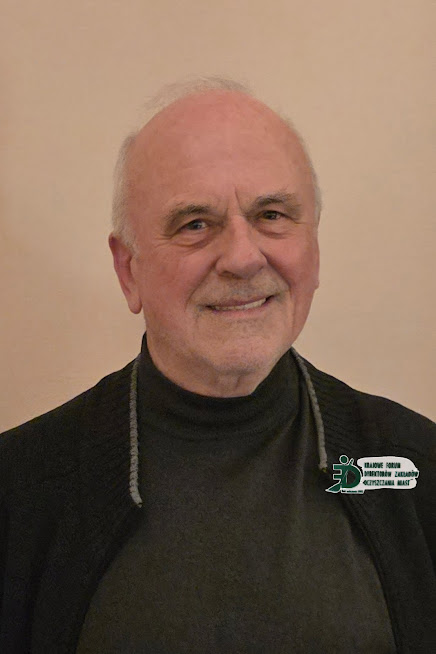 KRAJOWE FORUM
DYREKTORÓW ZAKŁADÓW
OCZYSZCZANIA MIAST